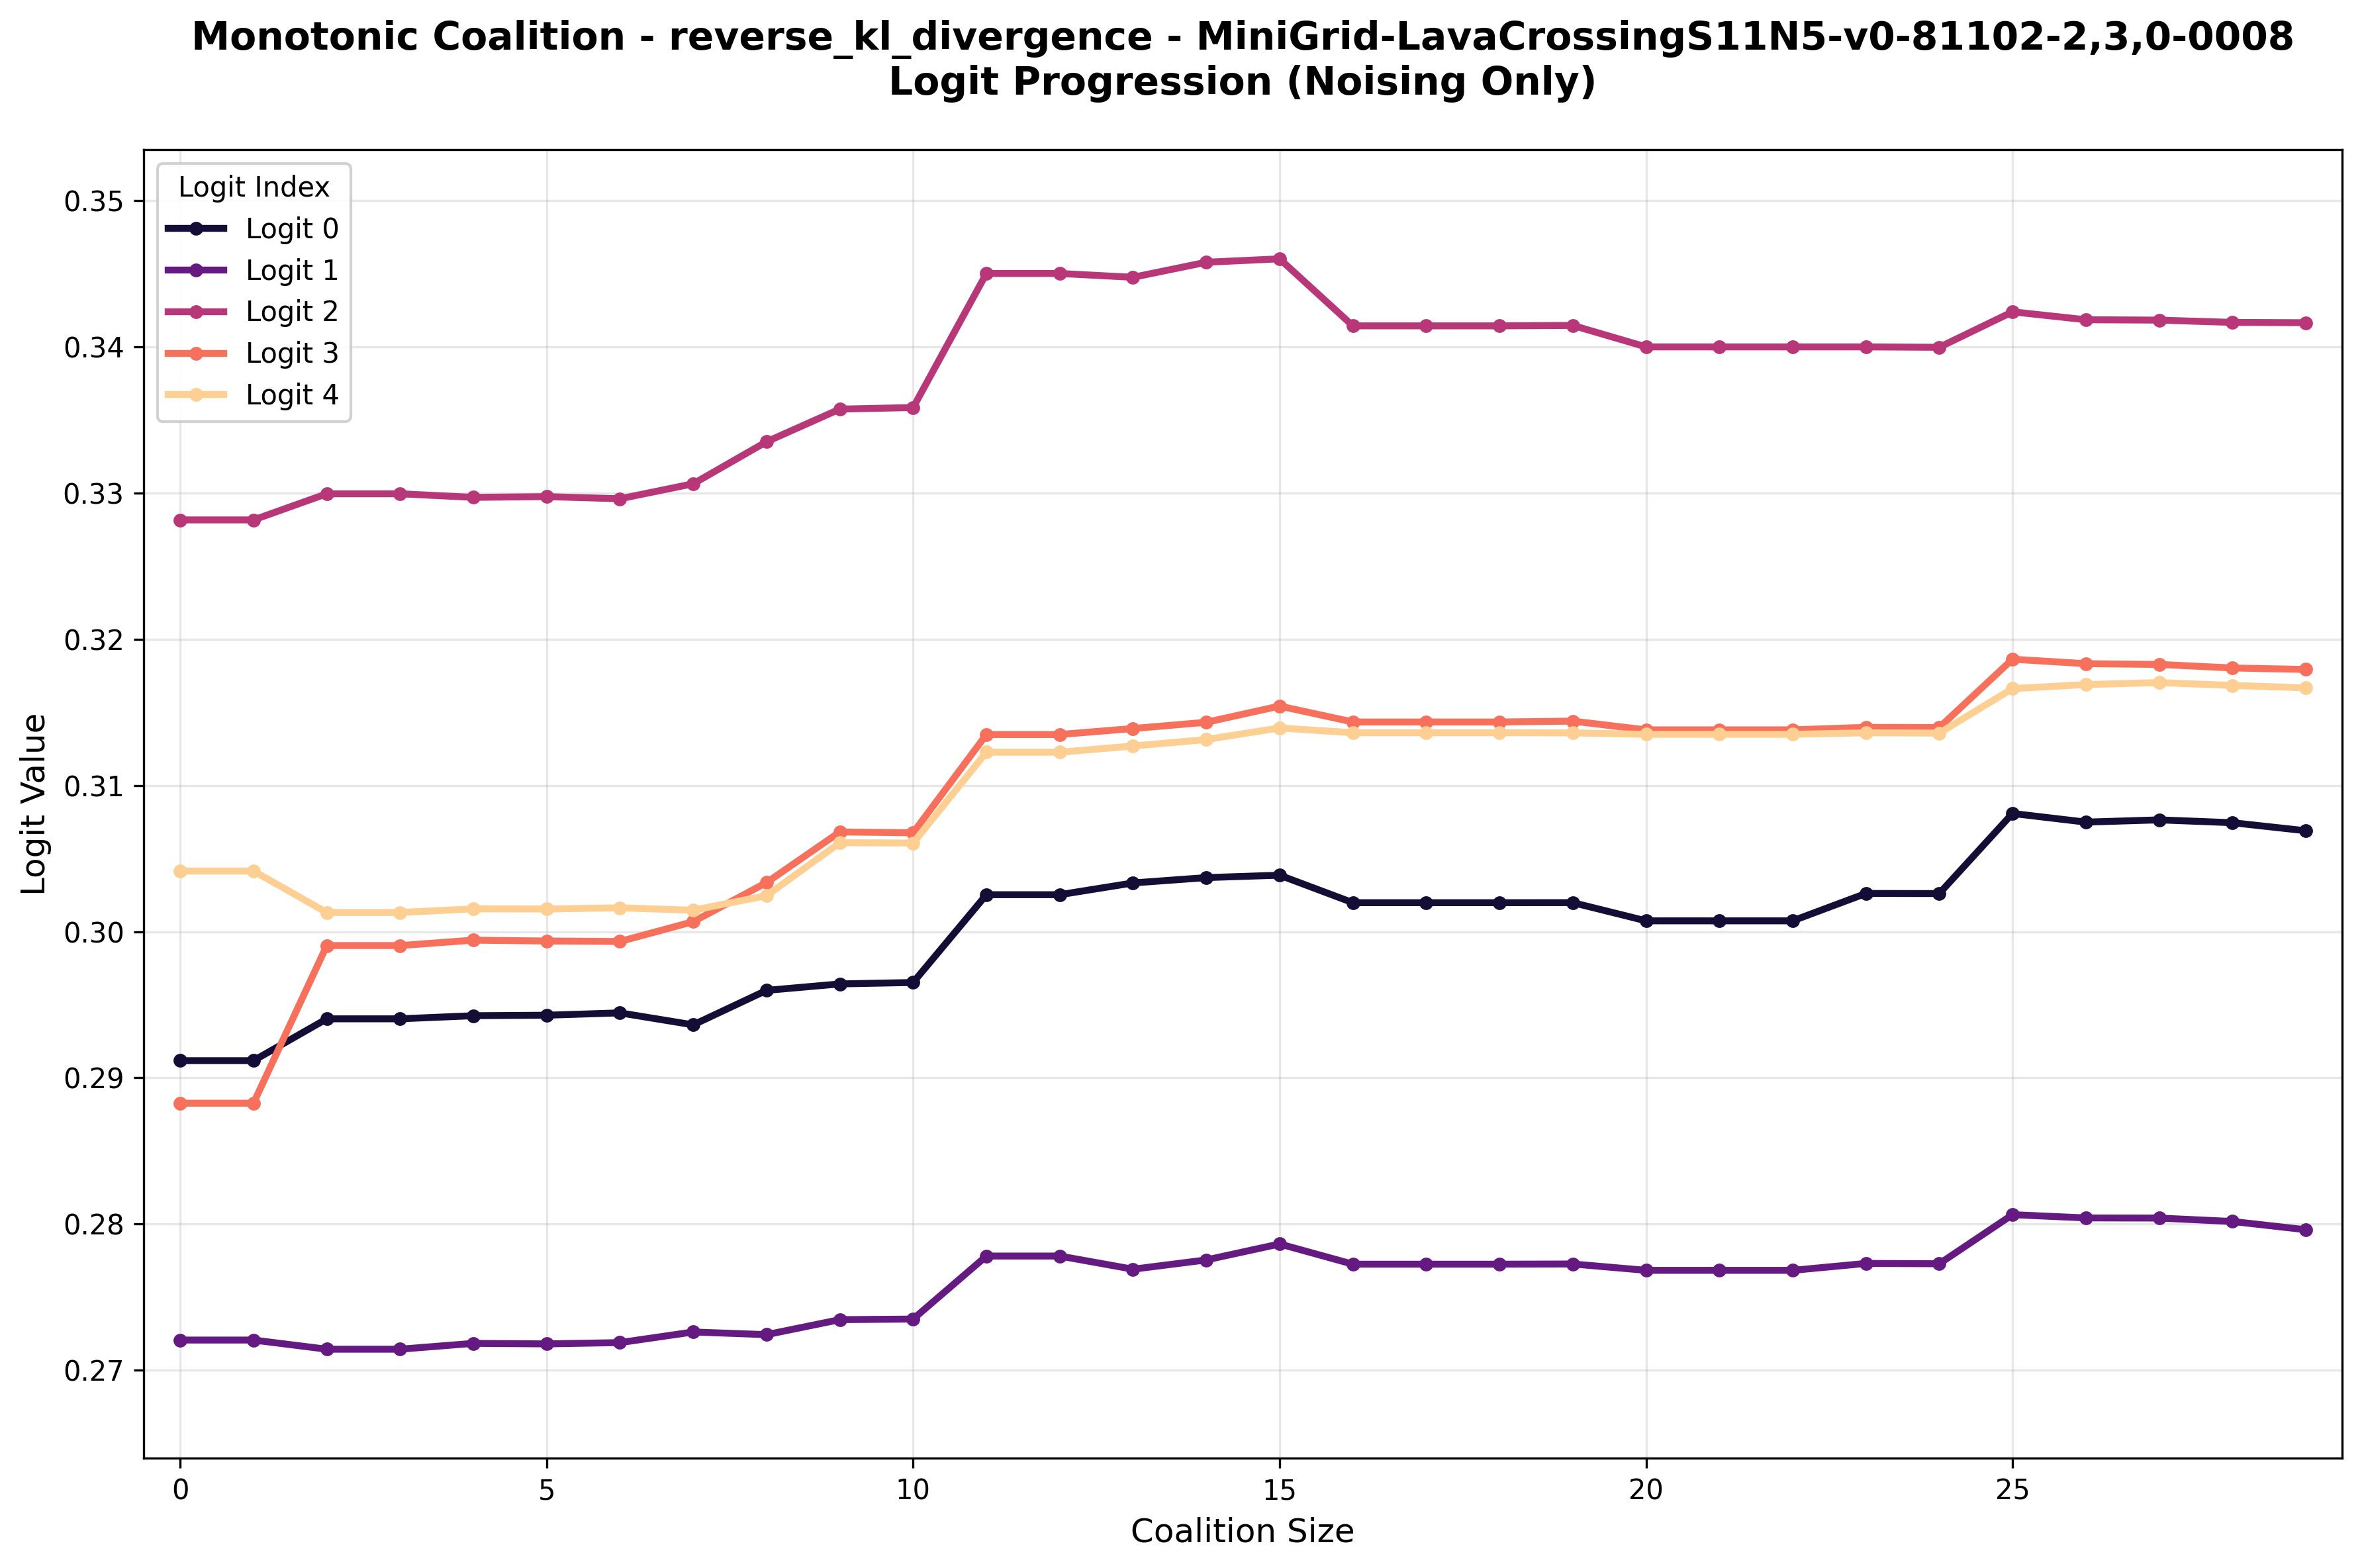 Monotonic Coalition - reverse_kl_divergence - MiniGrid-LavaCrossingS11N5-v0-81102-2,3,0-0008
Logit Progression (Noising Only)
Logit Index
Logit 0
Logit 1
Logit 2
Logit 3
Logit 4
Logit Value
0.35
0.34
0.33
0.32
0.31
0.30
0.29
0.28
0.27
0
5
10
15
20
25
Coalition Size